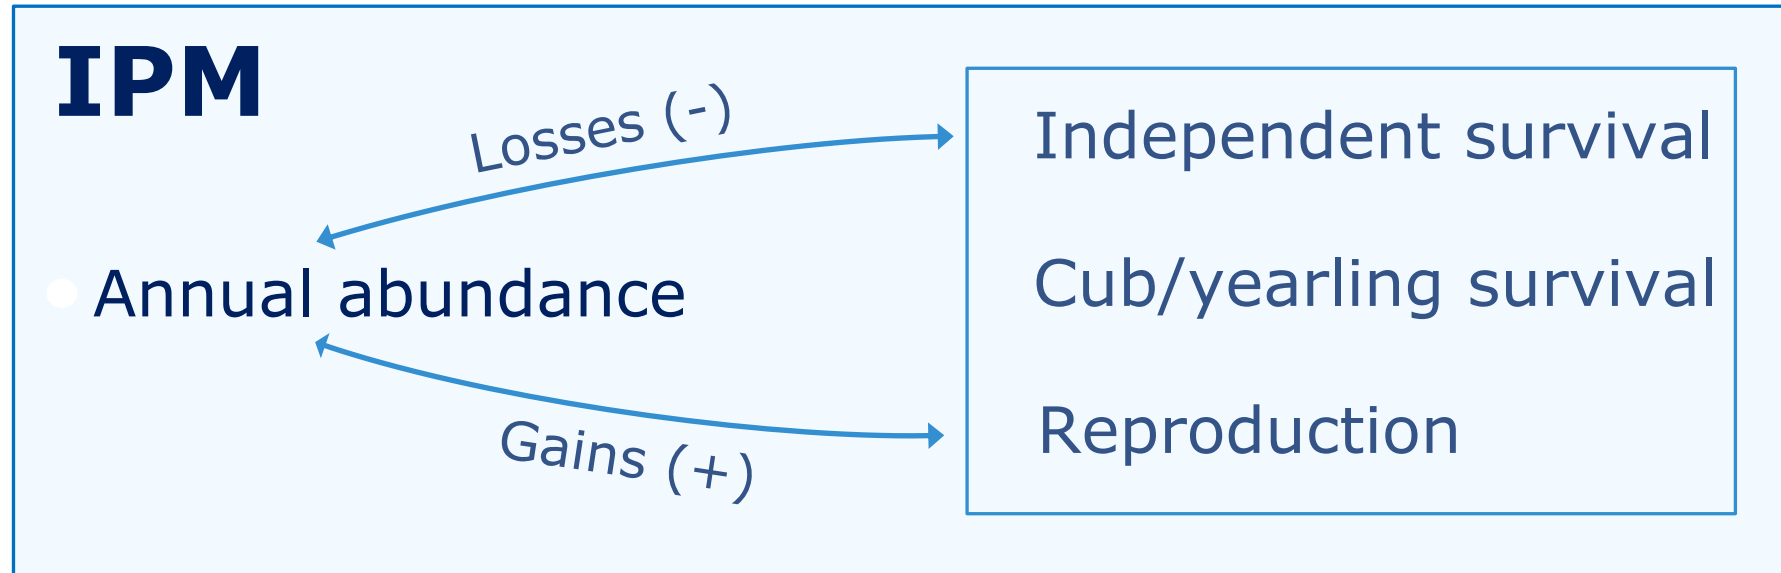 IPM
Losses (-)
Annual abundance
Gains (+)
Independent survival
Cub/yearling survival
Reproduction